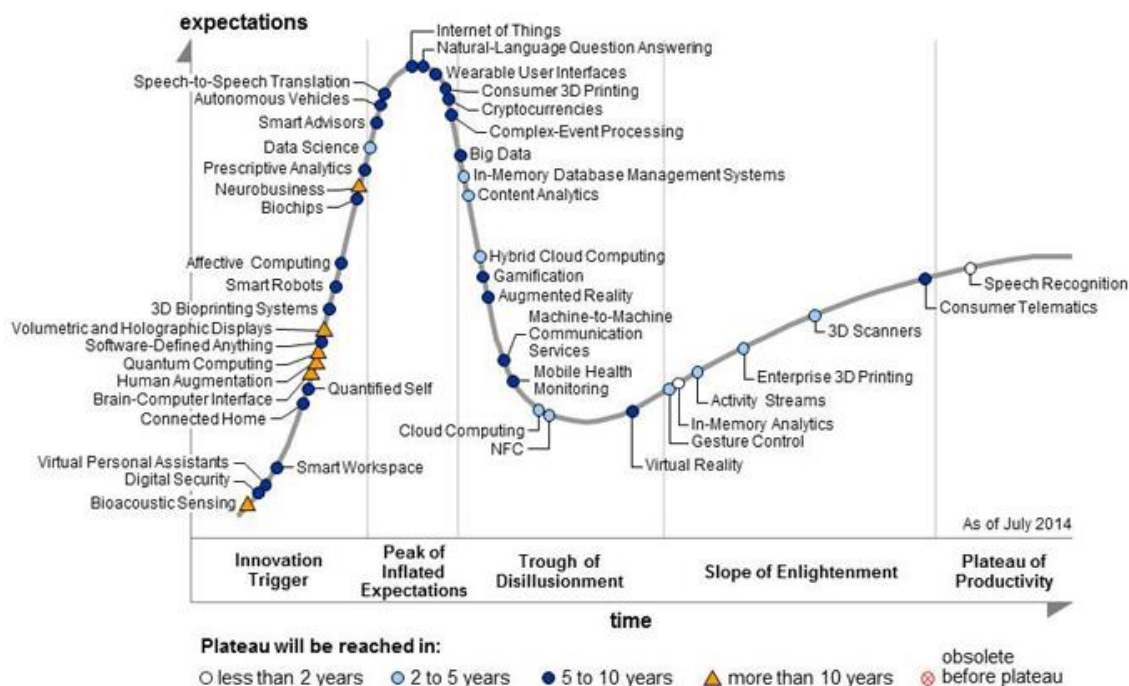 expectations
Internet of Things
Natural-Language Question Answering
Wearable User Interfaces
Consumer 3D Printing
Cryptocurrencies
Complex-Event Processing
Speech-to-Speech Translation
Autonomous Vehicles
Smart Advisors
Data Science
Prescriptive Analytics
Neurobusiness
Biochips
Big Data
In-Memory Database Management Systems
Content Analytics
Hybrid Cloud Computing
Gamification
Augmented Reality
Machine-to-Machine
Communication
Services
Mobile Health
Monitoring
Affective Computing
Smart Robots
3D Bioprinting Systems
Volumetric and Holographic Displays
Software-Defined Anything
Quantum Computing
Human Augmentation
Brain-Computer Interface
Quantified Self
Connected Home
Virtual Personal Assistants
Smart Workspace
Digital Security
Bioacoustic Sensing
Cloud Computing
NFC
Virtual Reality
Speech Recognition
Consumer Telematics
3D Scanners
Enterprise 3D Printing
Activity Streams
In-Memory Analytics
Gesture Control
As of July 2014
Innovation
Trigger
Peak of
Inflated
Expectations
Trough of
Disillusionment
Slope of Enlightenment
Plateau of
Productivity
time
Plateau will be reached in:
less than 2 years
2 to 5 years
5 to 10 years
more than 10 years
obsolete
before plateau